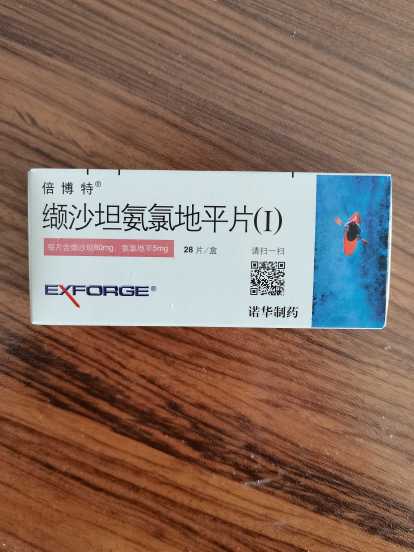 倍博特®
缬沙坦氨氯地平片(I)
每片含缬沙坦80mg，氨氯地平5mg
28 片/盒
请扫一扫
EXFORGE®
诺华制药